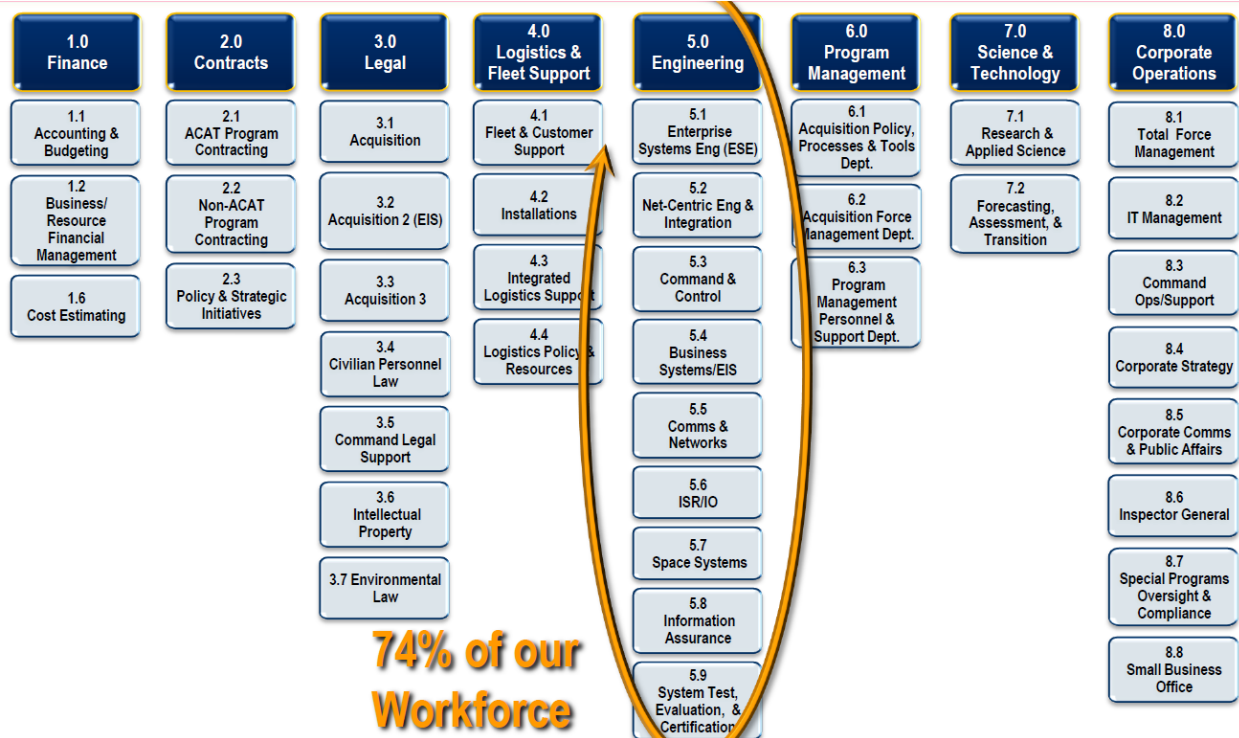 1.0
Finance
1.1
Accounting &
Budgeting
1.2
Business/
Resource
Financial
Management
1.6
Cost Estimating
2.0
Contracts
2.1
ACAT Program
Contracting
2.2
Non-ACAT
Program
Contracting
2.3
Policy & Strategic
Initiatives
3.0
Legal
3.1
Acquisition
3.2
Acquisition 2 (EIS)
3.3
Acquisition 3
3.4
Civilian Personnel
Law
3.5
Command Legal
Support
3.6
Intellectual
Property
3.7 Environmental
Law
4.0
Logistics &
Fleet Support
4.1
Fleet & Customer
Support
4.2
Installations
4.3
Integrated
Logistics Support
4.4
Logistics Policy &
Resources
5.0
Engineering
5.1
Enterprise
Systems Eng (ESE)
5.2
Net-Centric Eng &
Integration
5.3
Command &
Control
5.4
Business
Systems/EIS
5.5
Comms &
Networks
5.6
ISR/IO
5.7
Space Systems
5.8
Information
Assurance
5.9
System Test,
Evaluation, &
Certification
6.0
Program
Management
6.1
Acquisition Policy,
Processes & Tools
Dept.
6.2
Acquisition Force
Management Dept.
6.3
Program
Management
Personnel &
Support Dept.
7.0
Science &
Technology
7.1
Research &
Applied Science
7.2
Forecasting,
Assessment, &
Transition
8.0
Corporate
Operations
8.1
Total Force
Management
8.2
IT Management
8.3
Command
Ops/Support
8.4
Corporate Strategy
8.5
Corporate Comms
& Public Affairs
8.6
Inspector General
8.7
Special Programs
Oversight &
Compliance
8.8
Small Business
Office
74% of our
Workforce